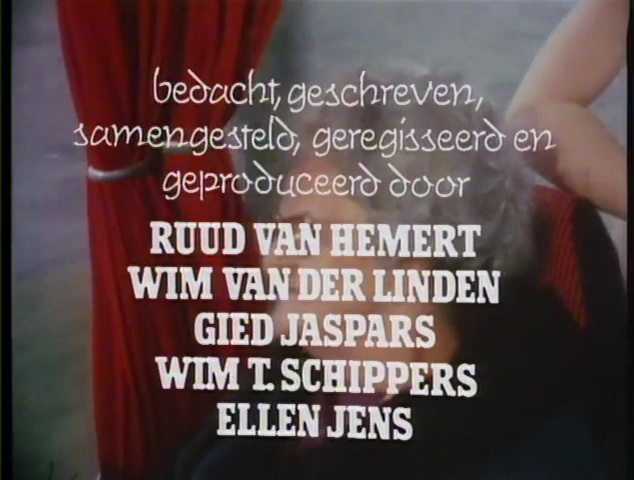 bedacht, geschreven,
samengesteld, geregisseerd en
geproduceerd door
RUUD VAN HEMERT
WIM VAN DER LINDEN
GIED JASPARS
WIM T. SCHIPPERS
ELLEN JENS